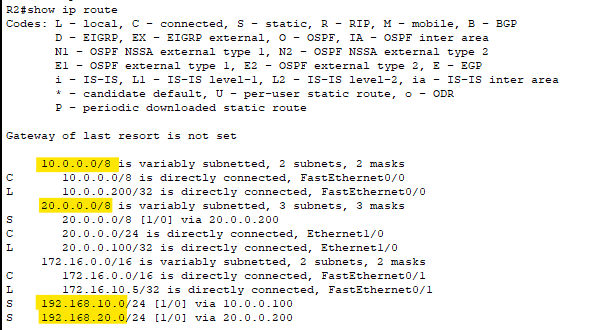 R2#show ip route
Codes: L - local, C - connected, S - static, R - RIP, M - mobile, B - BGP
D - EIGRP, EX - EIGRP external, O - OSPF, IA - OSPF inter area
N1 - OSPF NSSA external type 1, N2 - OSPF NSSA external type 2
E1 - OSPF external type 1, E2 - OSPF external type 2, E - EGP
i - IS-IS, L1 - IS-IS level-1, L2 - IS-IS level-2, ia - IS-IS inter area
* - candidate default, U - per-user static route, o - ODR
P - periodic downloaded static route
Gateway of last resort is not set
10.0.0.0/8 is variably subnetted, 2 subnets, 2 masks
C 10.0.0.0/8 is directly connected, FastEthernet0/0
L 10.0.0.200/32 is directly connected, FastEthernet0/0
20.0.0.0/8 is variably subnetted, 3 subnets, 3 masks
S 20.0.0.0/8 [1/0] via 20.0.0.200
C 20.0.0.0/24 is directly connected, Ethernet1/0
L 20.0.0.100/32 is directly connected, Ethernet1/0
172.16.0.0/16 is variably subnetted, 2 subnets, 2 masks
C 172.16.0.0/16 is directly connected, FastEthernet0/1
L 172.16.10.5/32 is directly connected, FastEthernet0/1
S 192.168.10.0/24 [1/0] via 10.0.0.100
S 192.168.20.0/24 [1/0] via 20.0.0.200